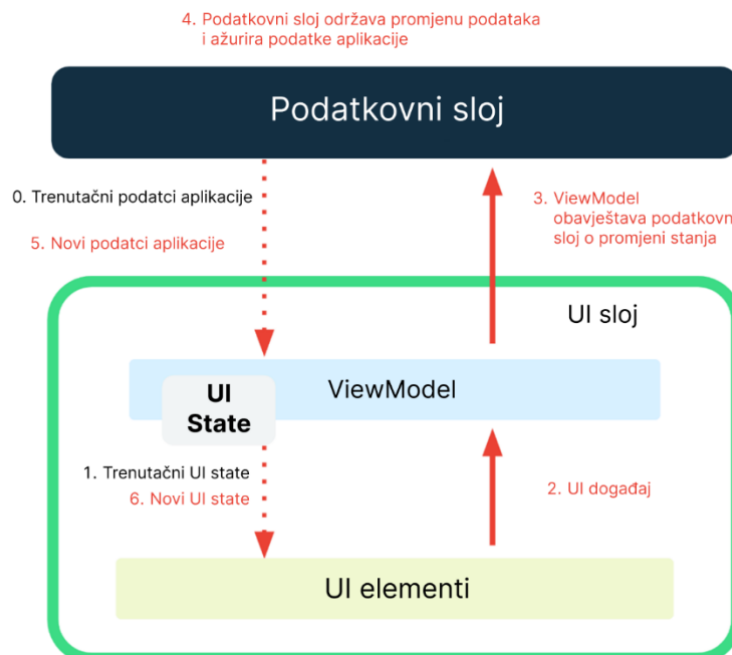 4. Podatkovni sloj održava promjenu podataka
i ažurira podatke aplikacije
Podatkovni sloj
0. Trenutačni podatci aplikacije
5. Novi podatci aplikacije
3. ViewModel
obavještava podatkovn
sloj o promjeni stanja
UI sloj
ViewModel
UI
State
1. Trenutačni UI state
6. Novi UI state
2. UI događaj
UI elementi